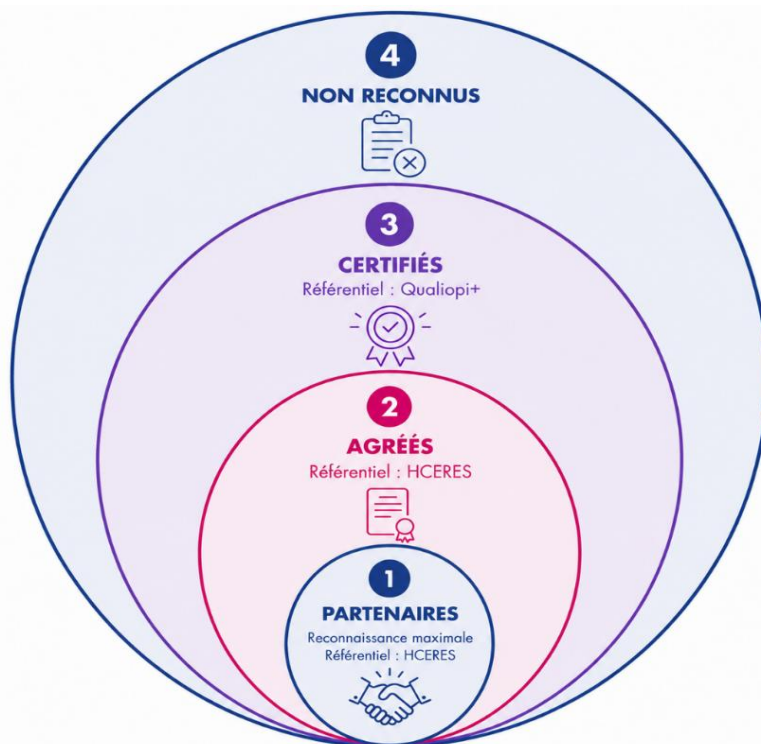 4
NON RECONNUS
3
CERTIFIÉS
Référentiel : Qualiopi+
2
AGRÉÉS
Référentiel : HCERES
1
PARTENAIRES
Reconnaissance maximale
Référentiel : HCERES